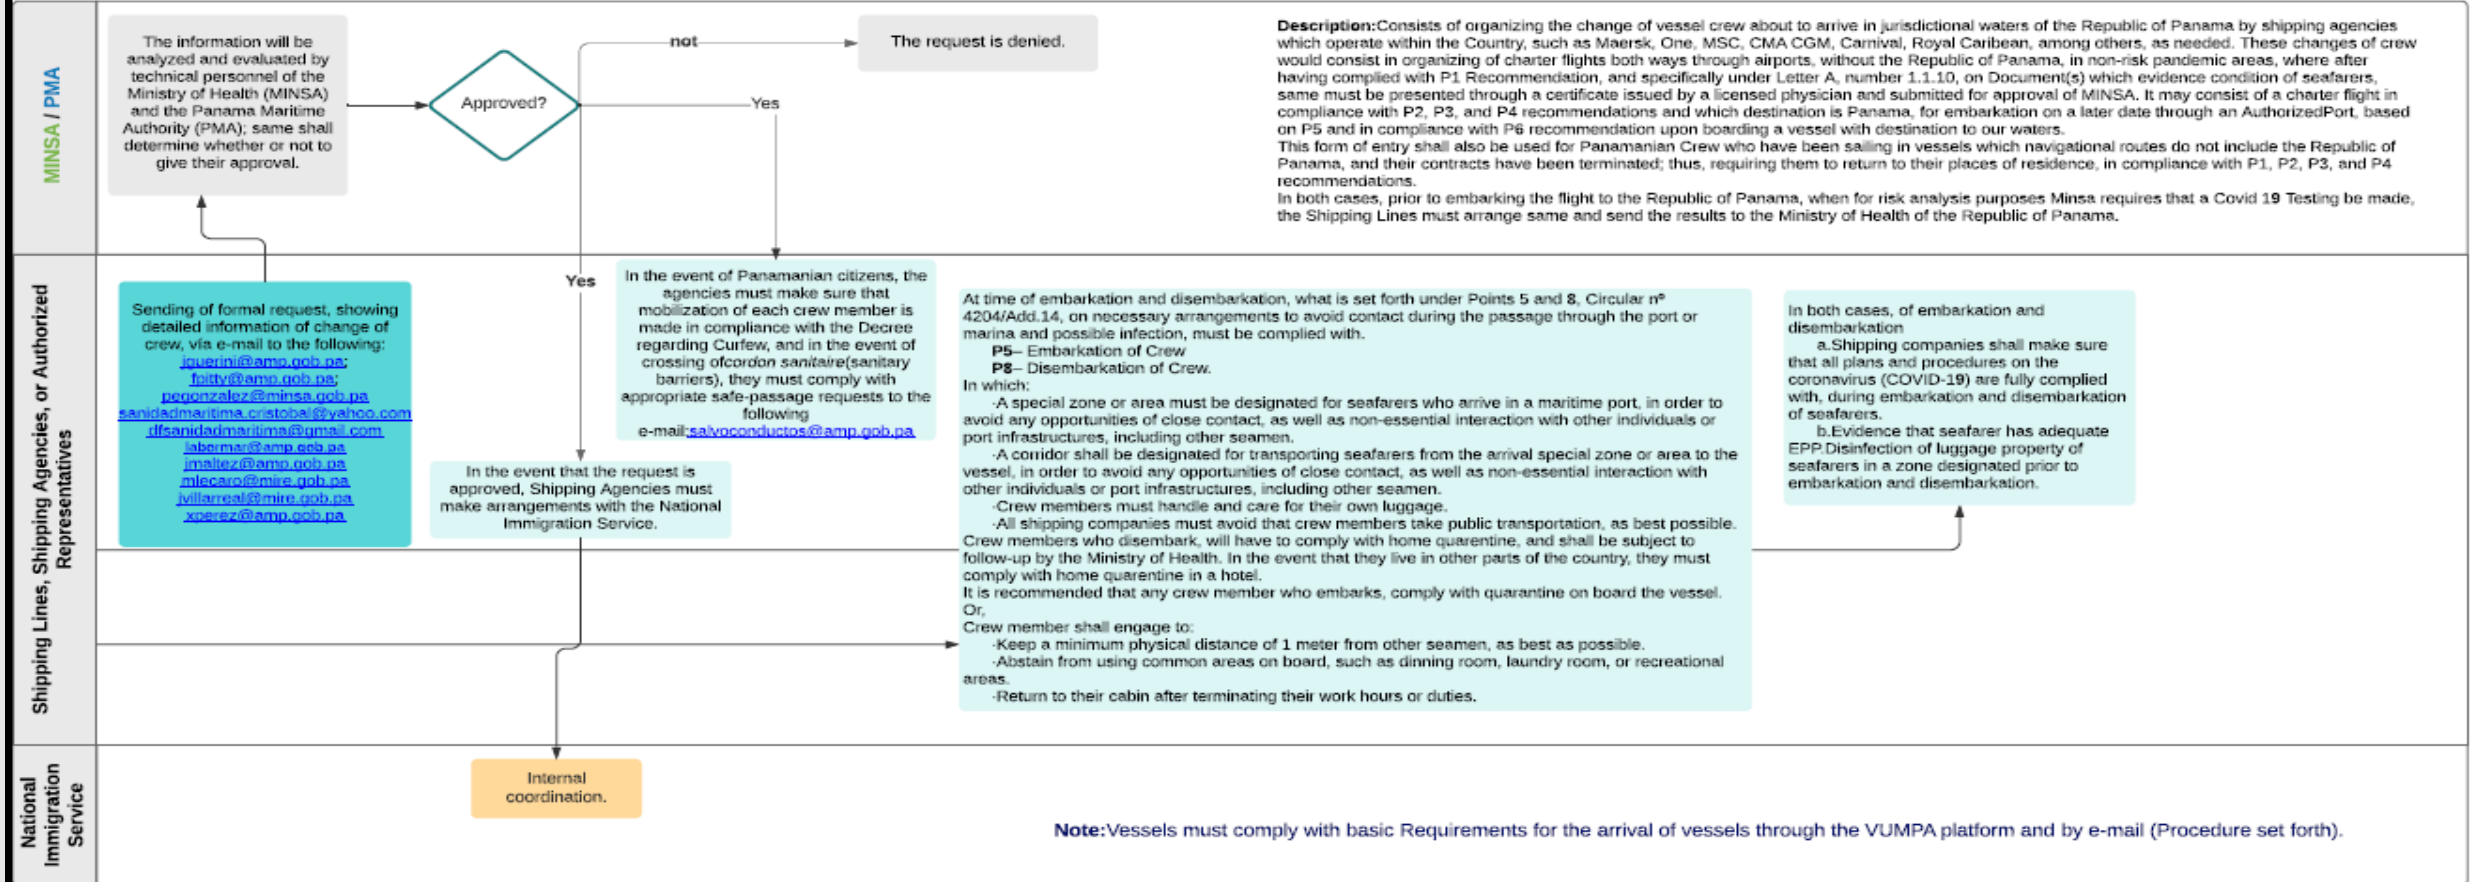 MINSA / PMA
The information will be
analyzed and evaluated by
technical personnel of the
Ministry of Health (MINSA)
and the Panama Maritime
Authority (PMA); same shall
determine whether or not to
give their approval.
Approved?
not
The request is denied.
Yes
Yes
Description:Consists of organizing the change of vessel crew about to arrive in jurisdictional waters of the Republic of Panama by shipping agencies
which operate within the Country, such as Maersk, One, MSC, CMA CGM, Carnival, Royal Caribean, among others, as needed. These changes of crew
would consist in organizing of charter flights both ways through airports, without the Republic of Panama, in non-risk pandemic areas, where after
having complied with P1 Recommendation, and specifically under Letter A, number 1.1.10, on Document(s) which evidence condition of seafarers,
same must be presented through a certificate issued by a licensed physician and submitted for approval of MINSA. It may consist of a charter flight in
compliance with P2, P3, and P4 recommendations and which destination is Panama, for embarkation on a later date through an AuthorizedPort, based
on P5 and in compliance with P6 recommendation upon boarding a vessel with destination to our waters.
This form of entry shall also be used for Panamanian Crew who have been sailing in vessels which navigational routes do not include the Republic of
Panama, and their contracts have been terminated; thus, requiring them to return to their places of residence, in compliance with P1, P2, P3, and P4
recommendations.
In both cases, prior to embarking the flight to the Republic of Panama, when for risk analysis purposes Minsa requires that a Covid 19 Testing be made,
the Shipping Lines must arrange same and send the results to the Ministry of Health of the Republic of Panama.
Shipping Lines, Shipping Agencies, or Authorized
Representatives
Sending of formal request, showing
detailed information of change of
crew, vía e-mail to the following:
jguerini@amp.gob.pa;
fpitty@amp.gob.pa;
pegonzalez@minsa.gob.pa
sanidadmaritima.cristobal@yahoo.com
dfsanidadmaritima@gmail.com
labormar@amp.gob.pa
jmaltez@amp.gob.pa
mlecaro@mire.gob.pa
jvillarreal@mire.gob.pa
xperez@amp.gob.pa
In the event that the request is
approved, Shipping Agencies must
make arrangements with the National
Immigration Service.
In the event of Panamanian citizens, the
agencies must make sure that
mobilization of each crew member is
made in compliance with the Decree
regarding Curfew, and in the event of
crossing ofcordon sanitaire(sanitary
barriers), they must comply with
appropriate safe-passage requests to the
following
e-mail:salvoconductos@amp.gob.pa
At time of embarkation and disembarkation, what is set forth under Points 5 and 8, Circular nº
4204/Add.14, on necessary arrangements to avoid contact during the passage through the port or
marina and possible infection, must be complied with.
P5– Embarkation of Crew
P8– Disembarkation of Crew.
In which:
·A special zone or area must be designated for seafarers who arrive in a maritime port, in order to
avoid any opportunities of close contact, as well as non-essential interaction with other individuals or
port infrastructures, including other seamen.
·A corridor shall be designated for transporting seafarers from the arrival special zone or area to the
vessel, in order to avoid any opportunities of close contact, as well as non-essential interaction with
other individuals or port infrastructures, including other seamen.
·Crew members must handle and care for their own luggage.
·All shipping companies must avoid that crew members take public transportation, as best possible.
Crew members who disembark, will have to comply with home quarentine, and shall be subject to
follow-up by the Ministry of Health. In the event that they live in other parts of the country, they must
comply with home quarentine in a hotel.
It is recommended that any crew member who embarks, comply with quarantine on board the vessel.
Or,
Crew member shall engage to:
·Keep a minimum physical distance of 1 meter from other seamen, as best as possible.
·Abstain from using common areas on board, such as dinning room, laundry room, or recreational
areas.
·Return to their cabin after terminating their work hours or duties.
In both cases, of embarkation and
disembarkation
a.Shipping companies shall make sure
that all plans and procedures on the
coronavirus (COVID-19) are fully complied
with, during embarkation and disembarkation
of seafarers.
b.Evidence that seafarer has adequate
EPP.Disinfection of luggage property of
seafarers in a zone designated prior to
embarkation and disembarkation.
National
Immigration
Service
Internal
coordination.
Note:Vessels must comply with basic Requirements for the arrival of vessels through the VUMPA platform and by e-mail (Procedure set forth).